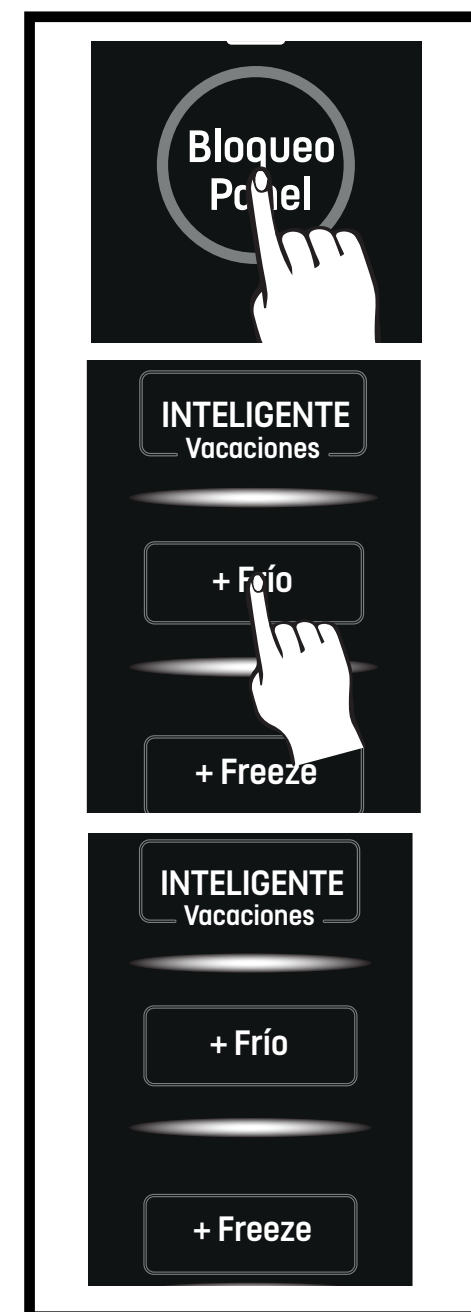 Bloqueo
Panel
INTELIGENTE
Vacaciones
+ Frío
+ Freeze
INTELIGENTE
Vacaciones
+ Frío
+ Freeze